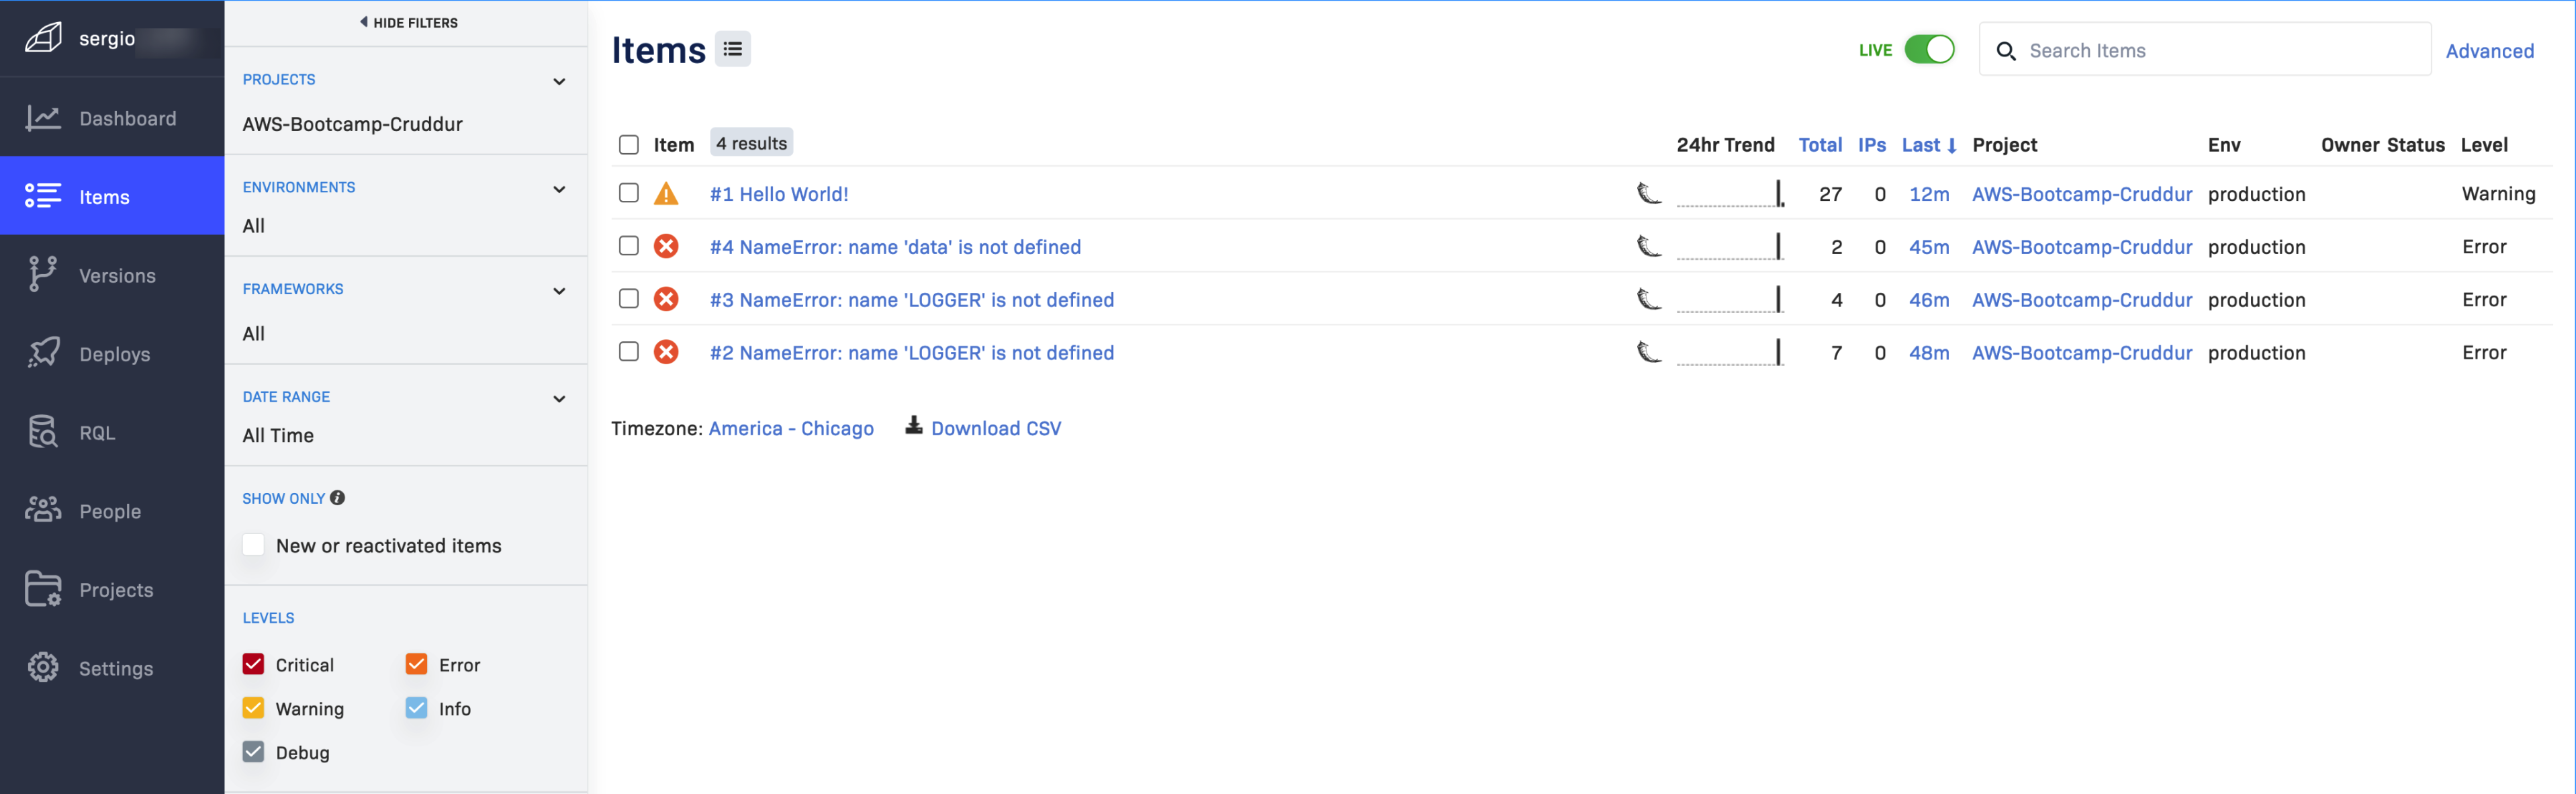 sergio
Dashboard
Items
Versions
Deploys
RQL
People
Projects
Settings
HIDE FILTERS
PROJECTS
AWS-Bootcamp-Cruddur
ENVIRONMENTS
All
FRAMEWORKS
All
DATE RANGE
All Time
SHOW ONLY
New or reactivated items
LEVELS
Critical Error
Warning Info
Debug
Items
LIVE Search Items Advanced
Item 4 results 24hr Trend Total IPs Last Project Env Owner Status Level
#1 Hello World! 27 0 12m AWS-Bootcamp-Cruddur production Warning
#4 NameError: name 'data' is not defined 2 0 45m AWS-Bootcamp-Cruddur production Error
#3 NameError: name 'LOGGER' is not defined 4 0 46m AWS-Bootcamp-Cruddur production Error
#2 NameError: name 'LOGGER' is not defined 7 0 48m AWS-Bootcamp-Cruddur production Error
Timezone: America - Chicago Download CSV